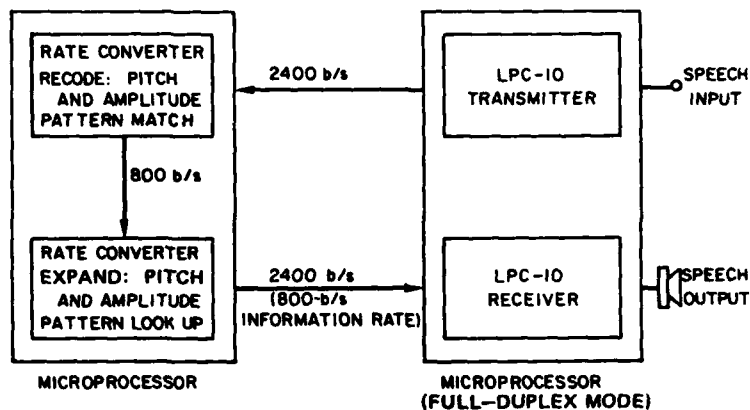 RATE CONVERTER
RECODE: PITCH
AND AMPLITUDE
PATTERN MATCH
2400 b/s
LPC-10
TRANSMITTER
SPEECH
INPUT
800 b/s
RATE CONVERTER
EXPAND: PITCH
AND AMPLITUDE
PATTERN LOOK UP
2400 b/s
(800-b/s
INFORMATION RATE)
LPC-10
RECEIVER
SPEECH
OUTPUT
MICROPROCESSOR
MICROPROCESSOR
(FULL-DUPLEX MODE)